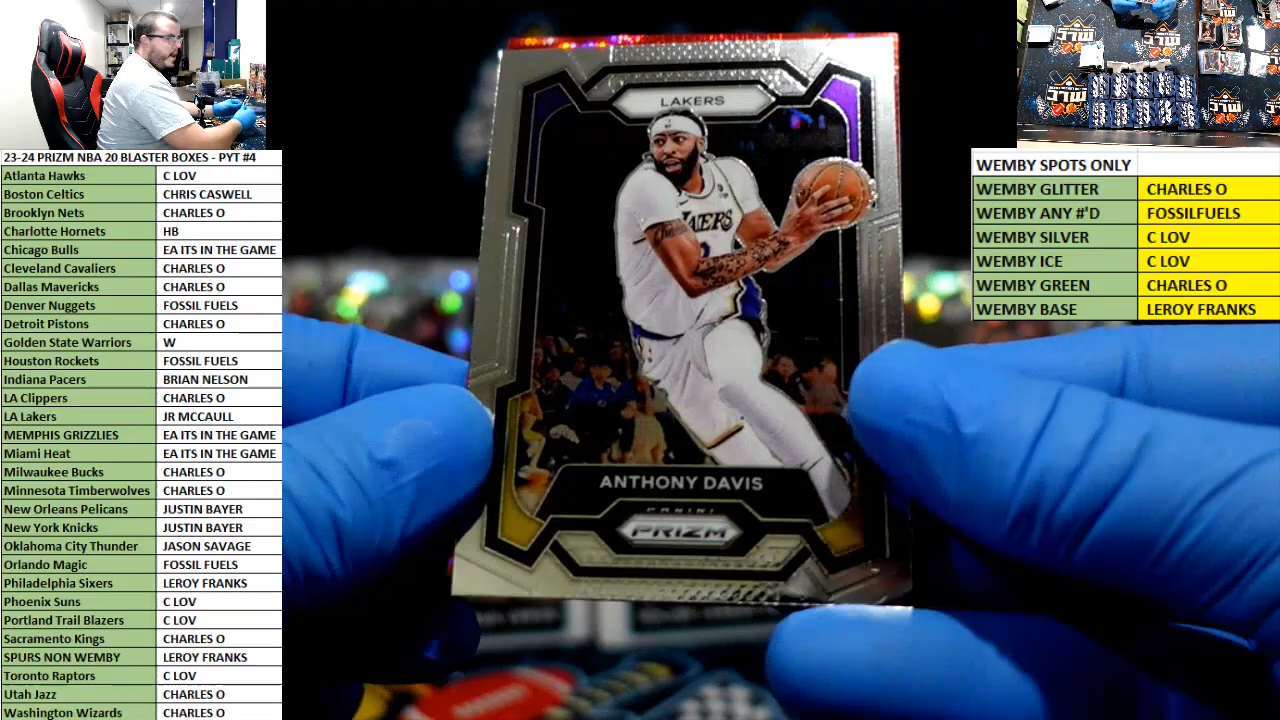 23-24 PRIZM NBA 20 BLASTER BOXES - PYT #4
Atlanta Hawks C LOV
Boston Celtics CHRIS CASWELL
Brooklyn Nets CHARLES O
Charlotte Hornets HB
Chicago Bulls EA ITS IN THE GAME
Cleveland Cavaliers CHARLES O
Dallas Mavericks CHARLES O
Denver Nuggets FOSSIL FUELS
Detroit Pistons CHARLES O
Golden State Warriors W
Houston Rockets FOSSIL FUELS
Indiana Pacers BRIAN NELSON
LA Clippers CHARLES O
LA Lakers JR MCCAULL
MEMPHIS GRIZZLIES EA ITS IN THE GAME
Miami Heat EA ITS IN THE GAME
Milwaukee Bucks CHARLES O
Minnesota Timberwolves CHARLES O
New Orleans Pelicans JUSTIN BAYER
New York Knicks JUSTIN BAYER
Oklahoma City Thunder JASON SAVAGE
Orlando Magic FOSSIL FUELS
Philadelphia Sixers LEROY FRANKS
Phoenix Suns C LOV
Portland Trail Blazers C LOV
Sacramento Kings CHARLES O
SPURS NON WEMBY LEROY FRANKS
Toronto Raptors C LOV
Utah Jazz CHARLES O
Washington Wizards CHARLES O
LAKERS
LAKERS
ANTHONY DAVIS
PANINI
PRIZM
WEMBY SPOTS ONLY
WEMBY GLITTER CHARLES O
WEMBY ANY #'D FOSSILFUELS
WEMBY SILVER C LOV
WEMBY ICE C LOV
WEMBY GREEN CHARLES O
WEMBY BASE LEROY FRANKS